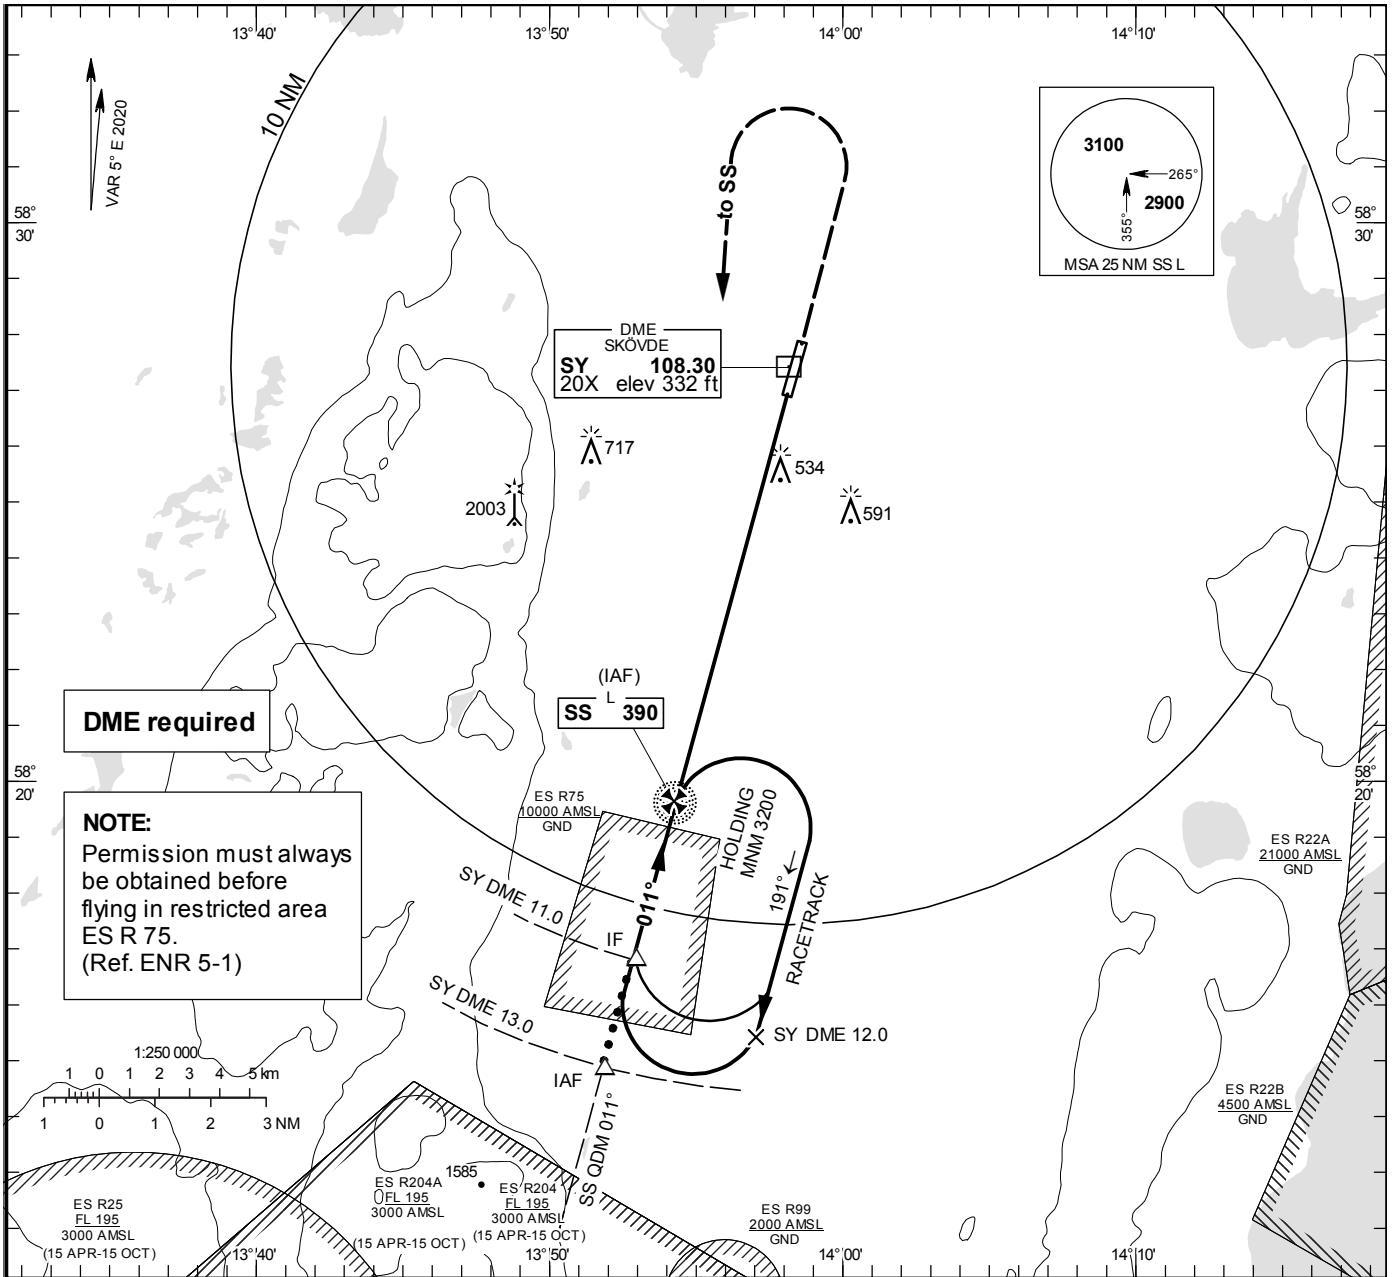 13°40'
13°50'
14°00'
14°10'
10 NM
VAR 5° E 2020
3100
265°
2900
355°
MSA 25 NM SS L
to SS
58°
30'
58°
30'
DME
SKÖVDE
SY 108.30
20X elev 332 ft
717
534
2003
591
(IAF)
L
SS 390
DME required
58°
20'
58°
20'
NOTE:
Permission must always
be obtained before
flying in restricted area
ES R 75.
(Ref. ENR 5-1)
ES R75
10000 AMSL
GND
HOLDING
MNM 3200
ES R22A
21000 AMSL
GND
SY DME 11.0
011°
191°
RACETRACK
IF
SY DME 13.0
SY DME 12.0
IAF
1:250 000
1 0 1 2 3 4 5 km
1 0 1 2 3 NM
SS QDM 011°
ES R22B
4500 AMSL
GND
1585
ES R204A
FL 195
3000 AMSL
(15 APR-15 OCT)
ES R204
FL 195
3000 AMSL
(15 APR-15 OCT)
ES R25
FL 195
3000 AMSL
(15 APR-15 OCT)
ES R99
2000 AMSL
GND
13°40'
13°50'
14°00'
14°10'